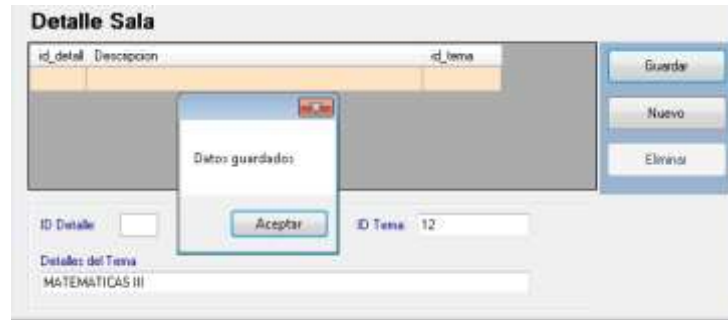 Detalle Sala
id_detall Descripcion id_tema
Guardar
Nuevo
Datos guardados
Eliminar
Aceptar
ID Detalle
ID Tema 12
Detalles del Tema
MATEMATICAS III